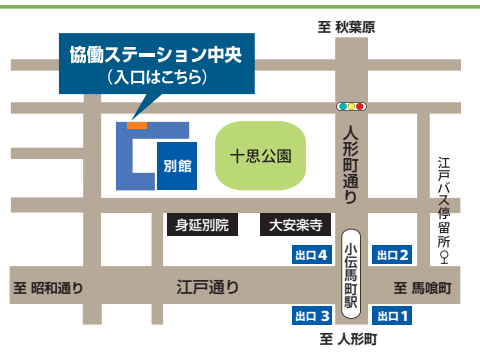 至 秋葉原
協働ステーション中央
（入口はこちら）
人形町通り
十思公園
別館
江戸バス停留所
身延別院
大安楽寺
小伝馬町駅
出口4
出口2
至 昭和通り
江戸通り
至 馬喰町
出口3
出口1
至 人形町